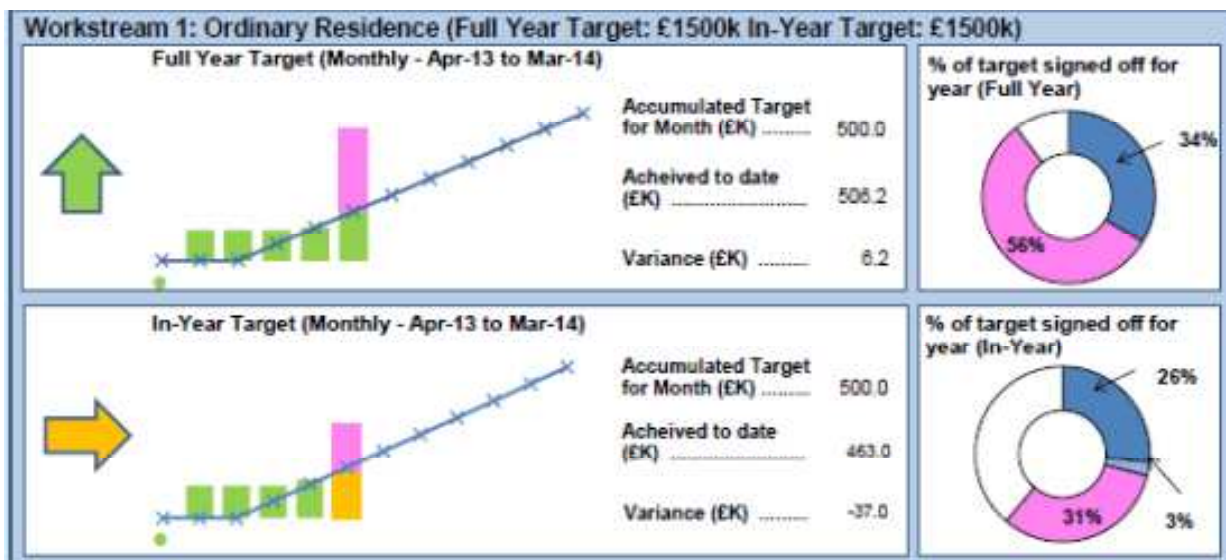 Workstream 1: Ordinary Residence (Full Year Target: £1500k In-Year Target: £1500k)
Full Year Target (Monthly - Apr-13 to Mar-14)
Accumulated Target
for Month (£K) .......... 500.0
Acheived to date
(£K) ........................... 506.2
Variance (£K) .......... 6.2
% of target signed off for
year (Full Year)
34%
56%
In-Year Target (Monthly - Apr-13 to Mar-14)
Accumulated Target
for Month (£K) .......... 500.0
Acheived to date
(£K) ........................... 463.0
Variance (£K) .......... -37.0
% of target signed off for
year (In-Year)
26%
31%
3%